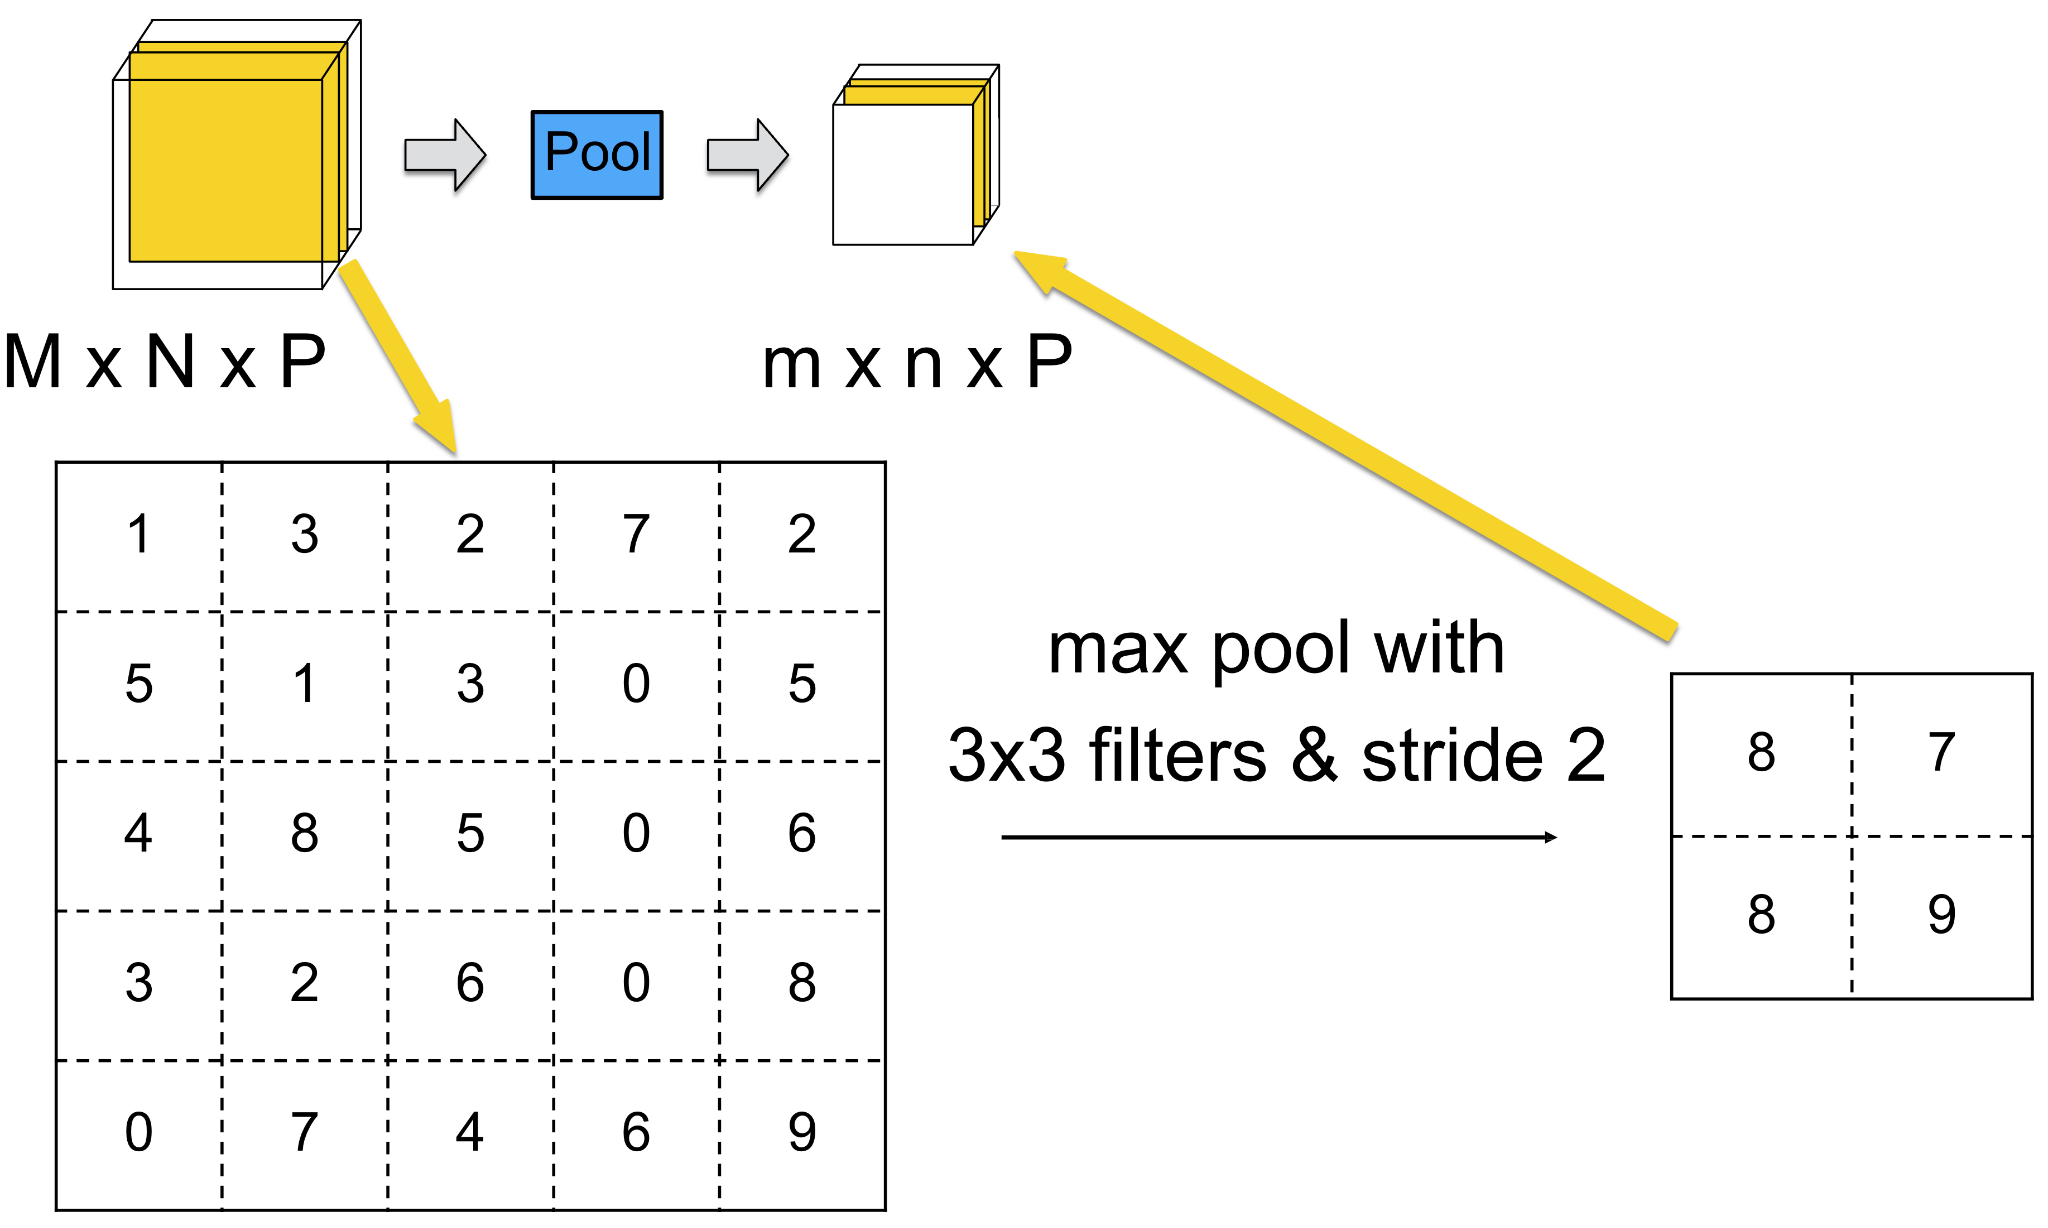 Pool
M x N x P
m x n x P
1 3 2 7 2
5 1 3 0 5
4 8 5 0 6
3 2 6 0 8
0 7 4 6 9
max pool with
3x3 filters & stride 2
8 7
8 9